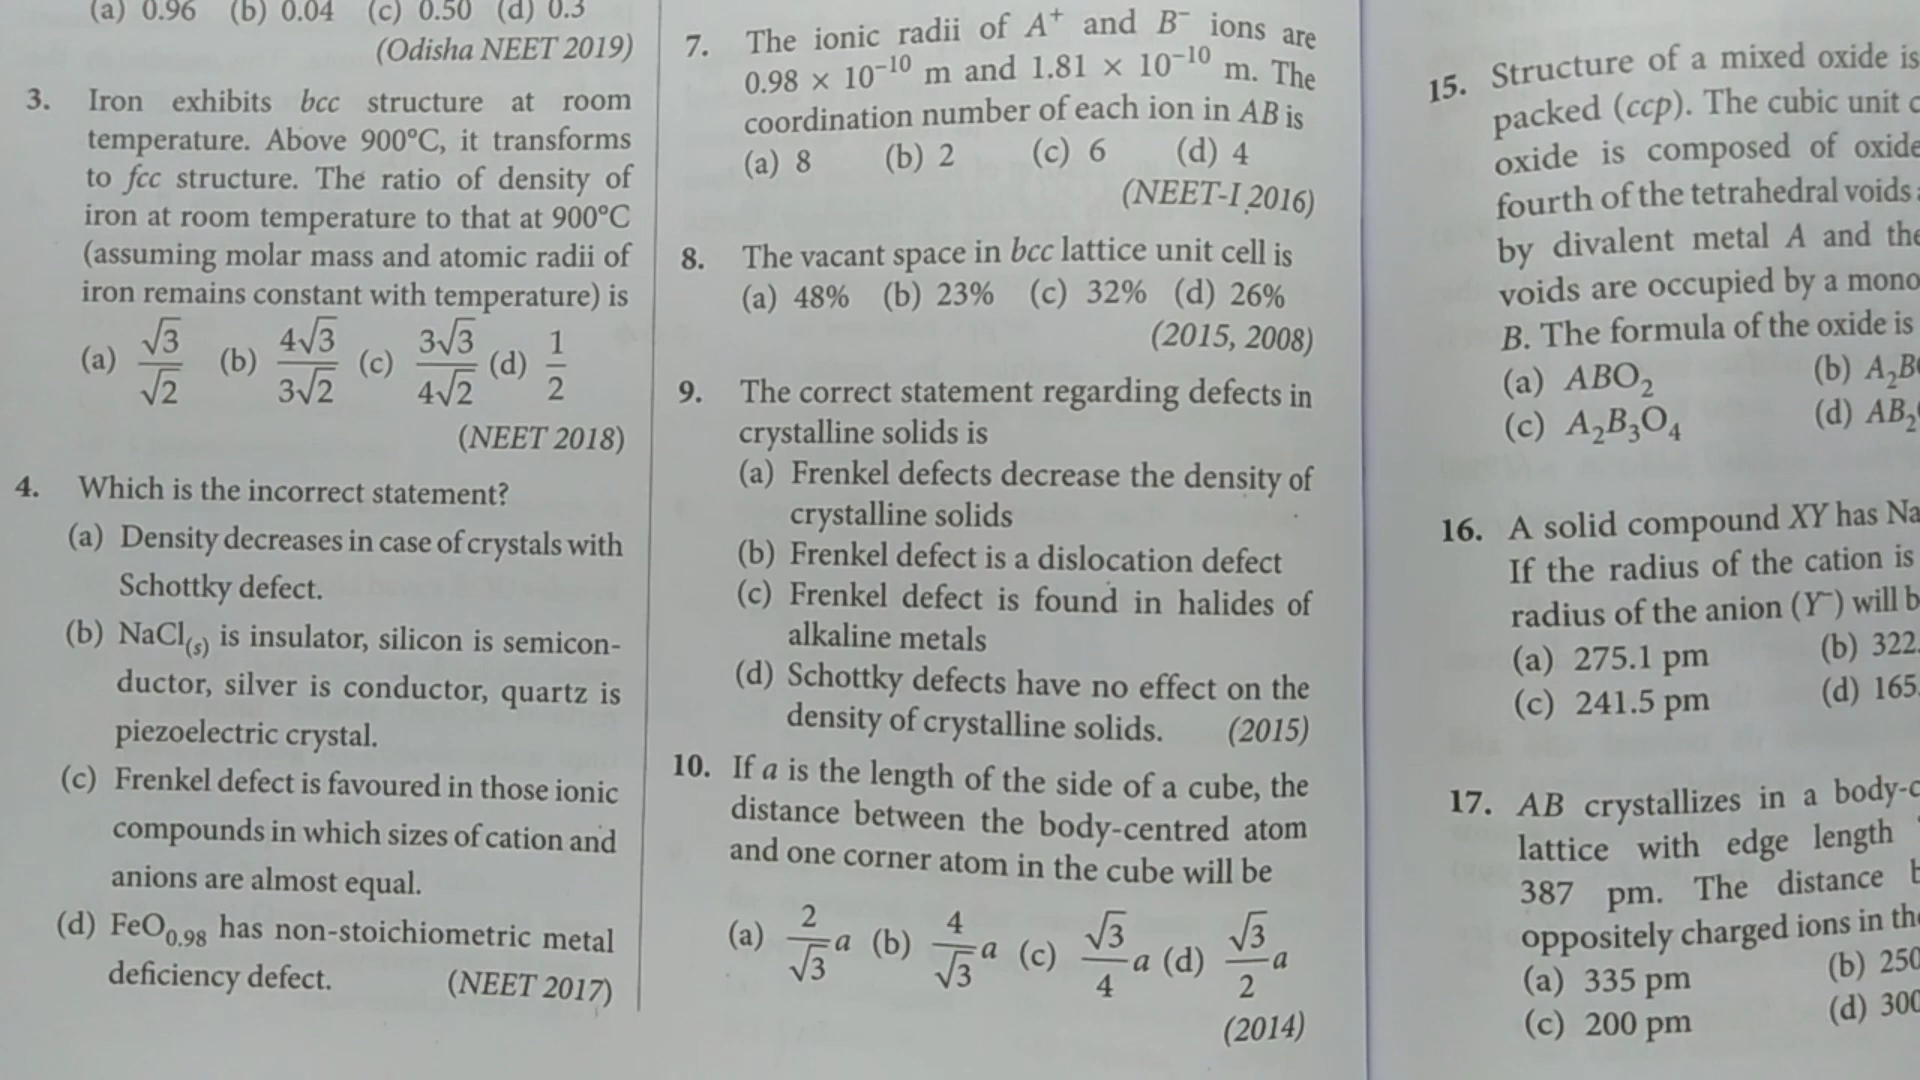 (a) 0.96 (b) 0.04 (c) 0.50 (d) 0.3
(Odisha NEET 2019)
3. Iron exhibits bcc structure at room
temperature. Above 900°C, it transforms
to fcc structure. The ratio of density of
iron at room temperature to that at 900°C
(assuming molar mass and atomic radii of
iron remains constant with temperature) is
(a) √3/√2 (b) 4√3/3√2 (c) 3√3/4√2 (d) 1/2
(NEET 2018)
4. Which is the incorrect statement?
(a) Density decreases in case of crystals with
Schottky defect.
(b) NaCl(s) is insulator, silicon is semicon-
ductor, silver is conductor, quartz is
piezoelectric crystal.
(c) Frenkel defect is favoured in those ionic
compounds in which sizes of cation and
anions are almost equal.
(d) FeO₀.₉₈ has non-stoichiometric metal
deficiency defect. (NEET 2017)
7. The ionic radii of A⁺ and B⁻ ions are
0.98 × 10⁻¹⁰ m and 1.81 × 10⁻¹⁰ m. The
coordination number of each ion in AB is
(a) 8 (b) 2 (c) 6 (d) 4
(NEET-I 2016)
8. The vacant space in bcc lattice unit cell is
(a) 48% (b) 23% (c) 32% (d) 26%
(2015, 2008)
9. The correct statement regarding defects in
crystalline solids is
(a) Frenkel defects decrease the density of
crystalline solids
(b) Frenkel defect is a dislocation defect
(c) Frenkel defect is found in halides of
alkaline metals
(d) Schottky defects have no effect on the
density of crystalline solids. (2015)
10. If a is the length of the side of a cube, the
distance between the body-centred atom
and one corner atom in the cube will be
(a) 2/√3 a (b) 4/√3 a (c) √3/4 a (d) √3/2 a
(2014)
15. Structure of a mixed oxide is
packed (ccp). The cubic unit
oxide is composed of oxide
fourth of the tetrahedral voids
by divalent metal A and the
voids are occupied by a mono
B. The formula of the oxide is
(a) ABO₂ (b) A₂B
(c) A₂B₃O₄ (d) AB₂
16. A solid compound XY has Na
If the radius of the cation is
radius of the anion (Y⁻) will b
(a) 275.1 pm (b) 322.
(c) 241.5 pm (d) 165.
17. AB crystallizes in a body-c
lattice with edge length
387 pm. The distance b
oppositely charged ions in the
(a) 335 pm (b) 250
(c) 200 pm (d) 300